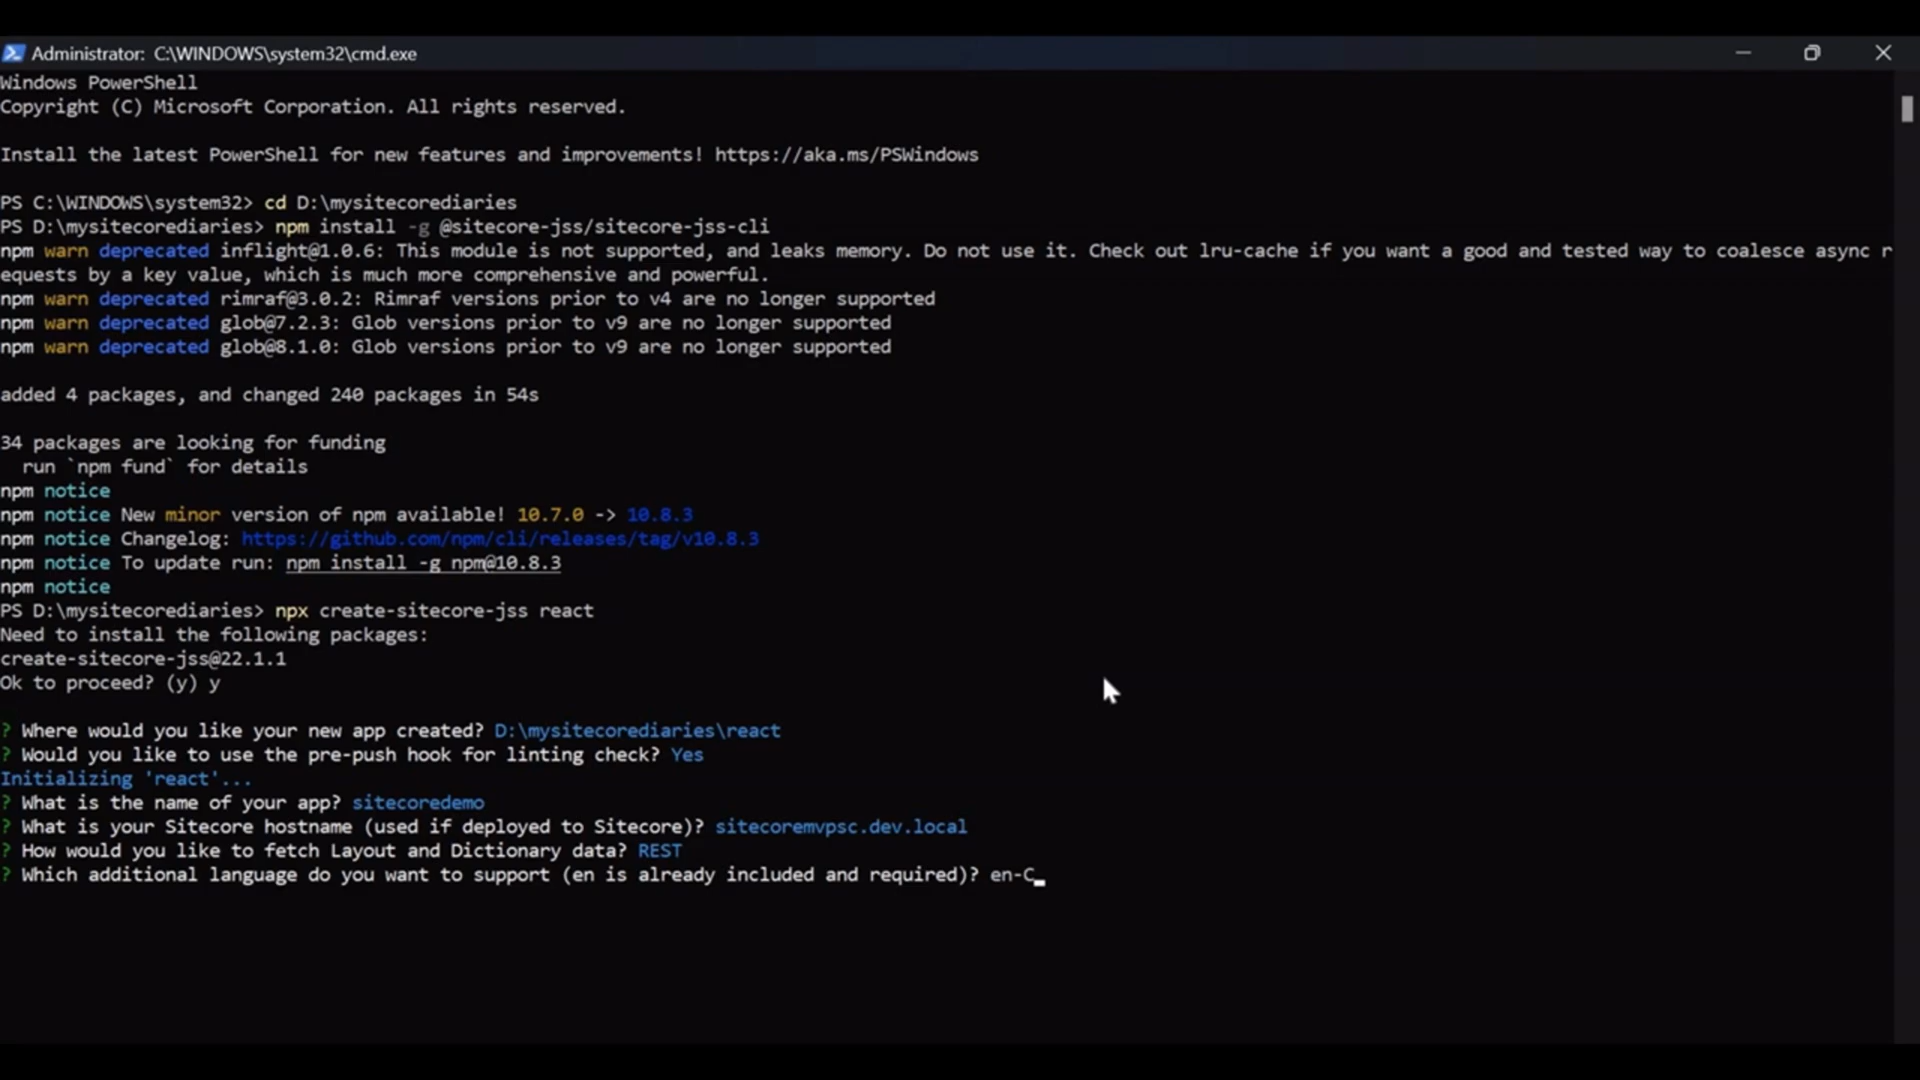 Administrator: C:\WINDOWS\system32\cmd.exe
Windows PowerShell
Copyright (C) Microsoft Corporation. All rights reserved.
Install the latest PowerShell for new features and improvements! https://aka.ms/PSWindows
PS C:\WINDOWS\system32> cd D:\mysitecorediaries
PS D:\mysitecorediaries> npm install -g @sitecore-jss/sitecore-jss-cli
npm warn deprecated inflight@1.0.6: This module is not supported, and leaks memory. Do not use it. Check out lru-cache if you want a good and tested way to coalesce async r
equests by a key value, which is much more comprehensive and powerful.
npm warn deprecated rimraf@3.0.2: Rimraf versions prior to v4 are no longer supported
npm warn deprecated glob@7.2.3: Glob versions prior to v9 are no longer supported
npm warn deprecated glob@8.1.0: Glob versions prior to v9 are no longer supported
added 4 packages, and changed 240 packages in 54s
34 packages are looking for funding
  run `npm fund` for details
npm notice
npm notice New minor version of npm available! 10.7.0 -> 10.8.3
npm notice Changelog: https://github.com/npm/cli/releases/tag/v10.8.3
npm notice To update run: npm install -g npm@10.8.3
npm notice
PS D:\mysitecorediaries> npx create-sitecore-jss react
Need to install the following packages:
create-sitecore-jss@22.1.1
Ok to proceed? (y) y
? Where would you like your new app created? D:\mysitecorediaries\react
? Would you like to use the pre-push hook for linting check? Yes
Initializing 'react'...
? What is the name of your app? sitecoredemo
? What is your Sitecore hostname (used if deployed to Sitecore)? sitecoremvpsc.dev.local
? How would you like to fetch Layout and Dictionary data? REST
? Which additional language do you want to support (en is already included and required)? en-C